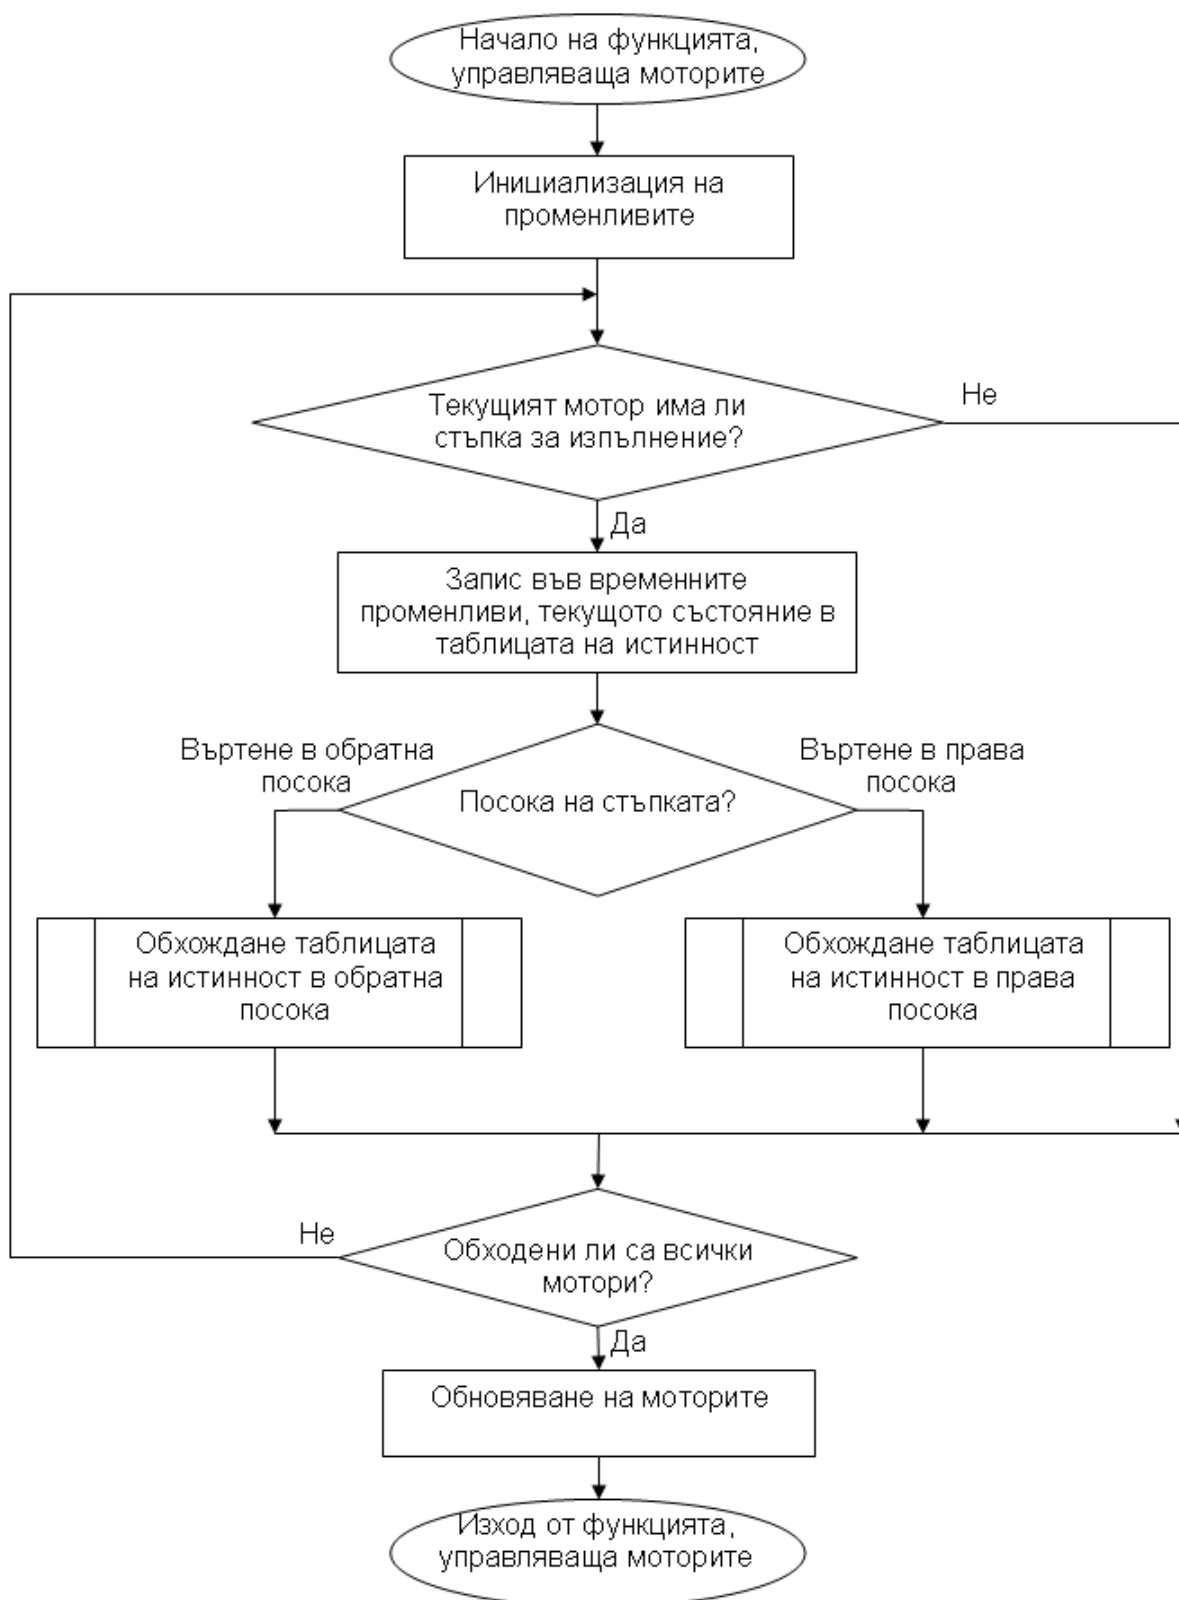 Начало на функцията,
управляваща моторите
Инициализация на
променливите
Текущият мотор има ли
стъпка за изпълнение?
Не
Да
Запис във временните
променливи, текущото състояние в
таблицата на истинност
Въртене в обратна
посока
Въртене в права
посока
Посока на стъпката?
Обхождане таблицата
на истинност в обратна
посока
Обхождане таблицата
на истинност в права
посока
Не
Обходени ли са всички
мотори?
Да
Обновяване на моторите
Изход от функцията,
управляваща моторите